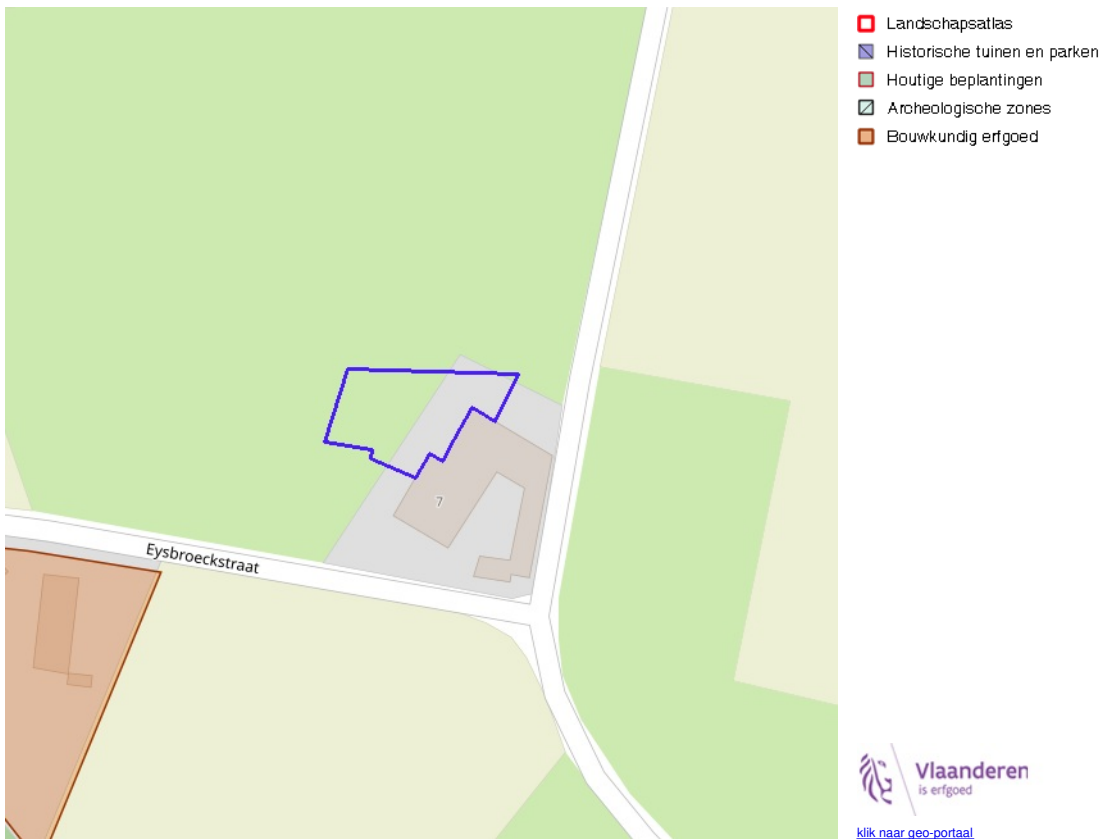 Landschapsatlas
Historische tuinen en parken
Houtige beplantingen
Archeologische zones
Bouwkundig erfgoed
7
Eysbroeckstraat
Vlaanderen
is erfgoed
klik naar geo-portaal